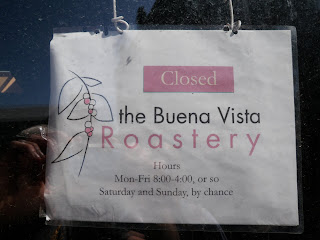 Closed
the Buena Vista
Roastery
Hours
Mon-Fri 8:00-4:00, or so
Saturday and Sunday, by chance